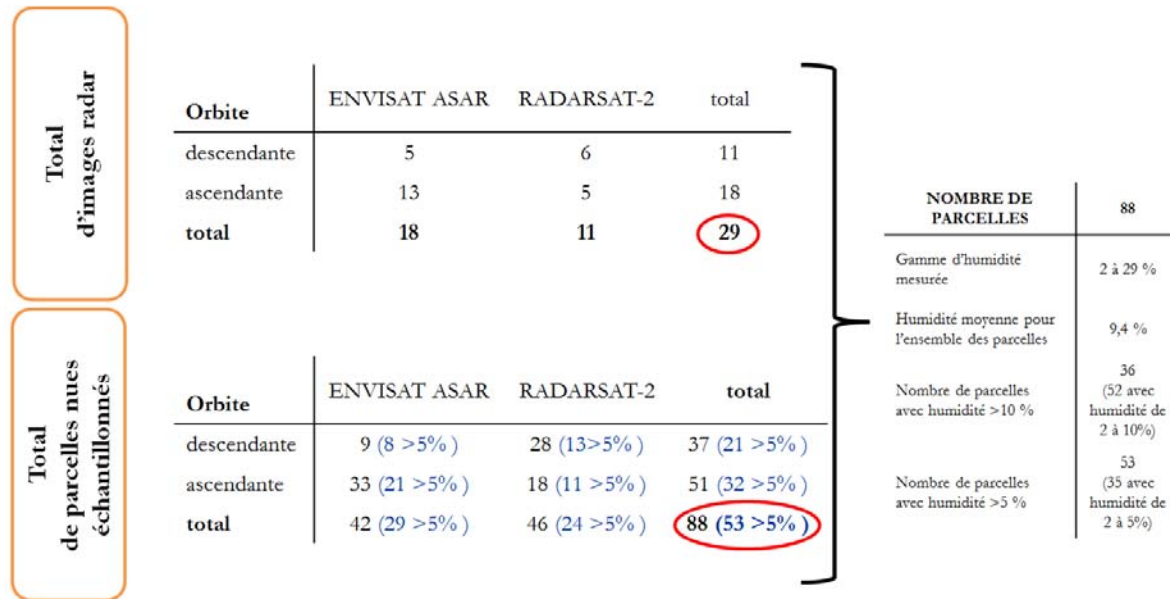 Total
d'images radar
Orbite ENVISAT ASAR RADARSAT-2 total
descendante 5 6 11
ascendante 13 5 18
total 18 11 29
Total
de parcelles nues
échantillonnés
Orbite ENVISAT ASAR RADARSAT-2 total
descendante 9 (8 >5% ) 28 (13>5% ) 37 (21 >5%)
ascendante 33 (21 >5% ) 18 (11 >5% ) 51 (32 >5%)
total 42 (29 >5% ) 46 (24 >5% ) 88 (53 >5% )
NOMBRE DE
PARCELLES
88
Gamme d'humidité
mesurée
2 à 29 %
Humidité moyenne pour
l'ensemble des parcelles
9,4 %
Nombre de parcelles
avec humidité >10 %
36
(52 avec
humidité de
2 à 10%)
Nombre de parcelles
avec humidité >5 %
53
(35 avec
humidité de
2 à 5%)